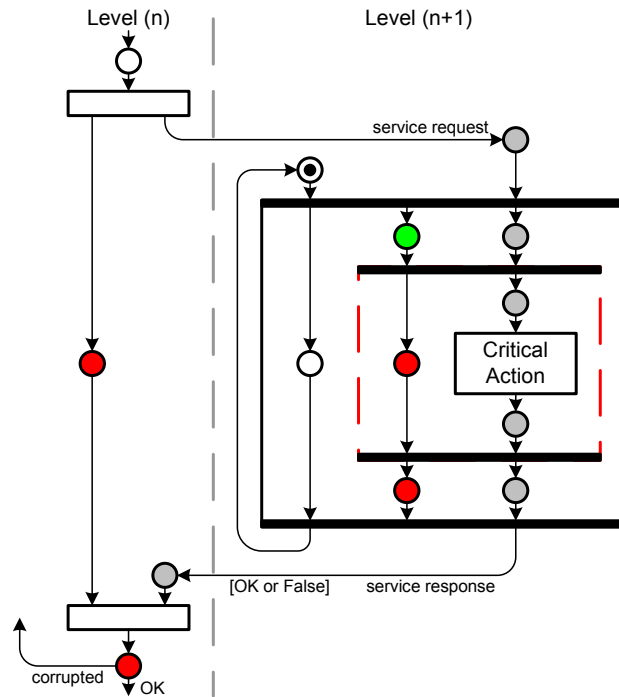 Level (n)
Level (n+1)
service request
Critical
Action
[OK or False]
service response
corrupted
OK